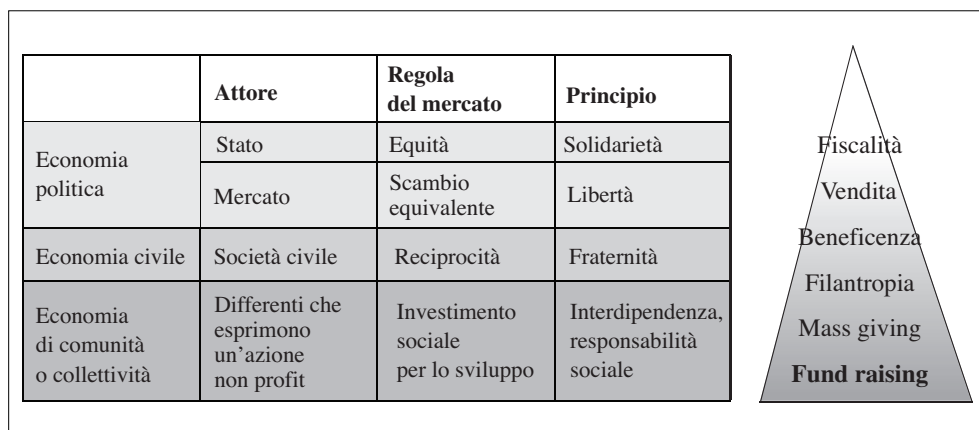 Attore
Regola
del mercato
Principio
Economia
politica
Stato
Equità
Solidarietà
Mercato
Scambio
equivalente
Libertà
Economia civile
Società civile
Reciprocità
Fraternità
Economia
di comunità
o collettività
Differenti che
esprimono
un’azione
non profit
Investimento
sociale
per lo sviluppo
Interdipendenza,
responsabilità
sociale
Fiscalità
Vendita
Beneficenza
Filantropia
Mass giving
Fund raising